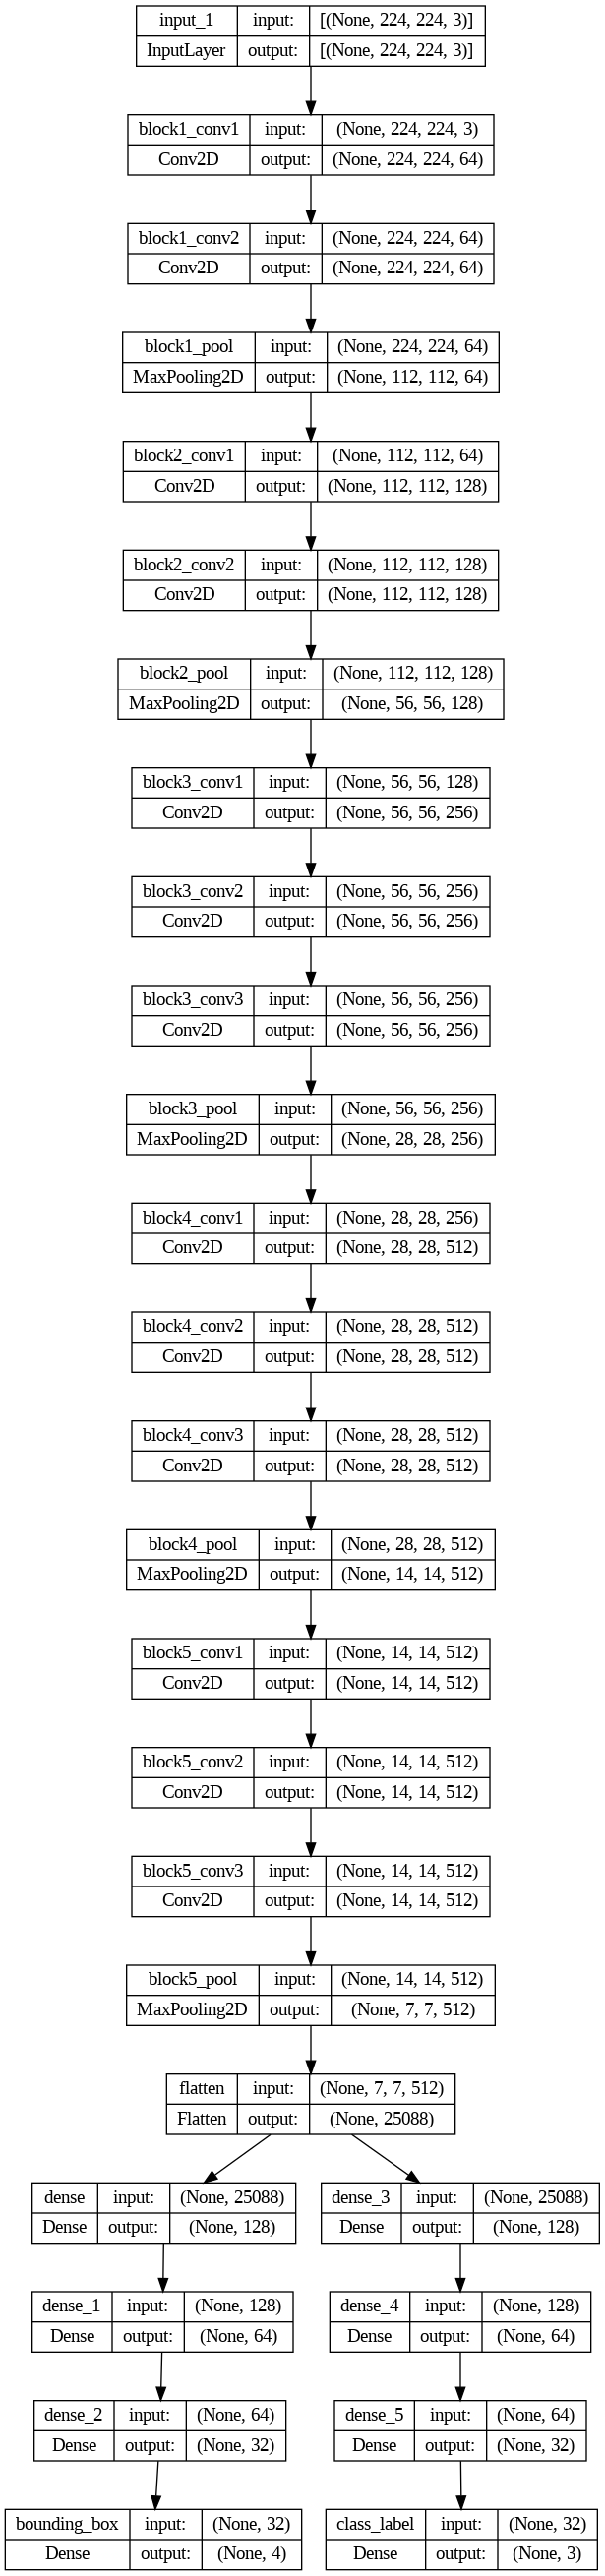 input_1 input: [(None, 224, 224, 3)]
InputLayer output: [(None, 224, 224, 3)]
block1_conv1 input: (None, 224, 224, 3)
Conv2D output: (None, 224, 224, 64)
block1_conv2 input: (None, 224, 224, 64)
Conv2D output: (None, 224, 224, 64)
block1_pool input: (None, 224, 224, 64)
MaxPooling2D output: (None, 112, 112, 64)
block2_conv1 input: (None, 112, 112, 64)
Conv2D output: (None, 112, 112, 128)
block2_conv2 input: (None, 112, 112, 128)
Conv2D output: (None, 112, 112, 128)
block2_pool input: (None, 112, 112, 128)
MaxPooling2D output: (None, 56, 56, 128)
block3_conv1 input: (None, 56, 56, 128)
Conv2D output: (None, 56, 56, 256)
block3_conv2 input: (None, 56, 56, 256)
Conv2D output: (None, 56, 56, 256)
block3_conv3 input: (None, 56, 56, 256)
Conv2D output: (None, 56, 56, 256)
block3_pool input: (None, 56, 56, 256)
MaxPooling2D output: (None, 28, 28, 256)
block4_conv1 input: (None, 28, 28, 256)
Conv2D output: (None, 28, 28, 512)
block4_conv2 input: (None, 28, 28, 512)
Conv2D output: (None, 28, 28, 512)
block4_conv3 input: (None, 28, 28, 512)
Conv2D output: (None, 28, 28, 512)
block4_pool input: (None, 28, 28, 512)
MaxPooling2D output: (None, 14, 14, 512)
block5_conv1 input: (None, 14, 14, 512)
Conv2D output: (None, 14, 14, 512)
block5_conv2 input: (None, 14, 14, 512)
Conv2D output: (None, 14, 14, 512)
block5_conv3 input: (None, 14, 14, 512)
Conv2D output: (None, 14, 14, 512)
block5_pool input: (None, 14, 14, 512)
MaxPooling2D output: (None, 7, 7, 512)
flatten input: (None, 7, 7, 512)
Flatten output: (None, 25088)
dense input: (None, 25088)
Dense output: (None, 128)
dense_3 input: (None, 25088)
Dense output: (None, 128)
dense_1 input: (None, 128)
Dense output: (None, 64)
dense_4 input: (None, 128)
Dense output: (None, 64)
dense_2 input: (None, 64)
Dense output: (None, 32)
dense_5 input: (None, 64)
Dense output: (None, 32)
bounding_box input: (None, 32)
Dense output: (None, 4)
class_label input: (None, 32)
Dense output: (None, 3)